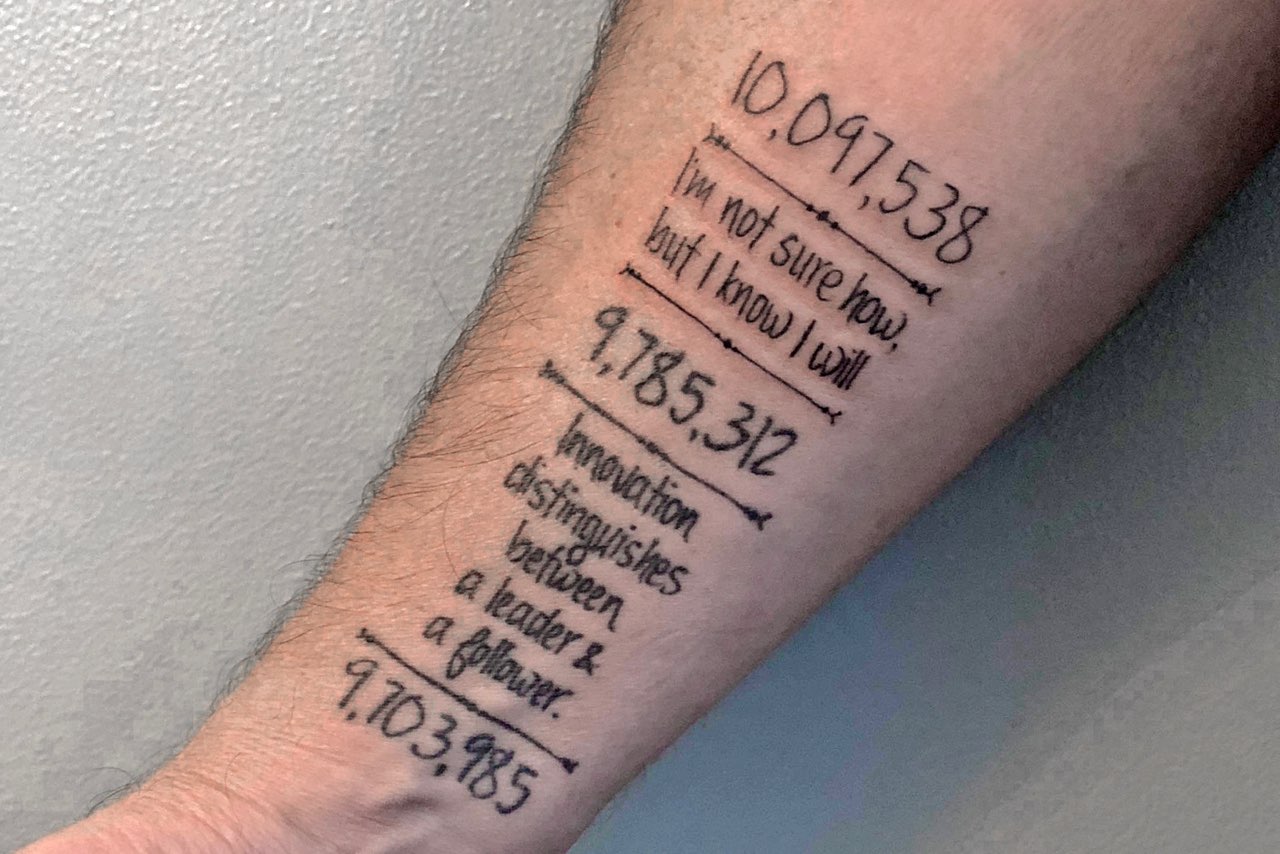 10,097,538
I'm not sure how,
but I know I will
9,785,312
Innovation
distinguishes
between
a leader &
a follower.
9,703,985